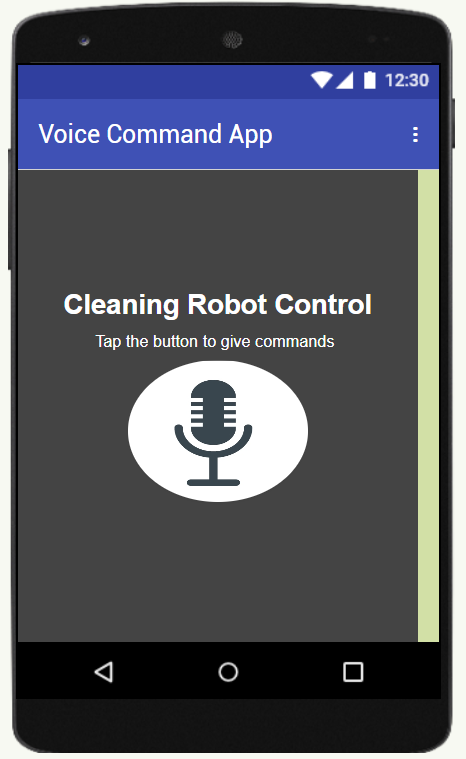 12:30
Voice Command App
Cleaning Robot Control
Tap the button to give commands